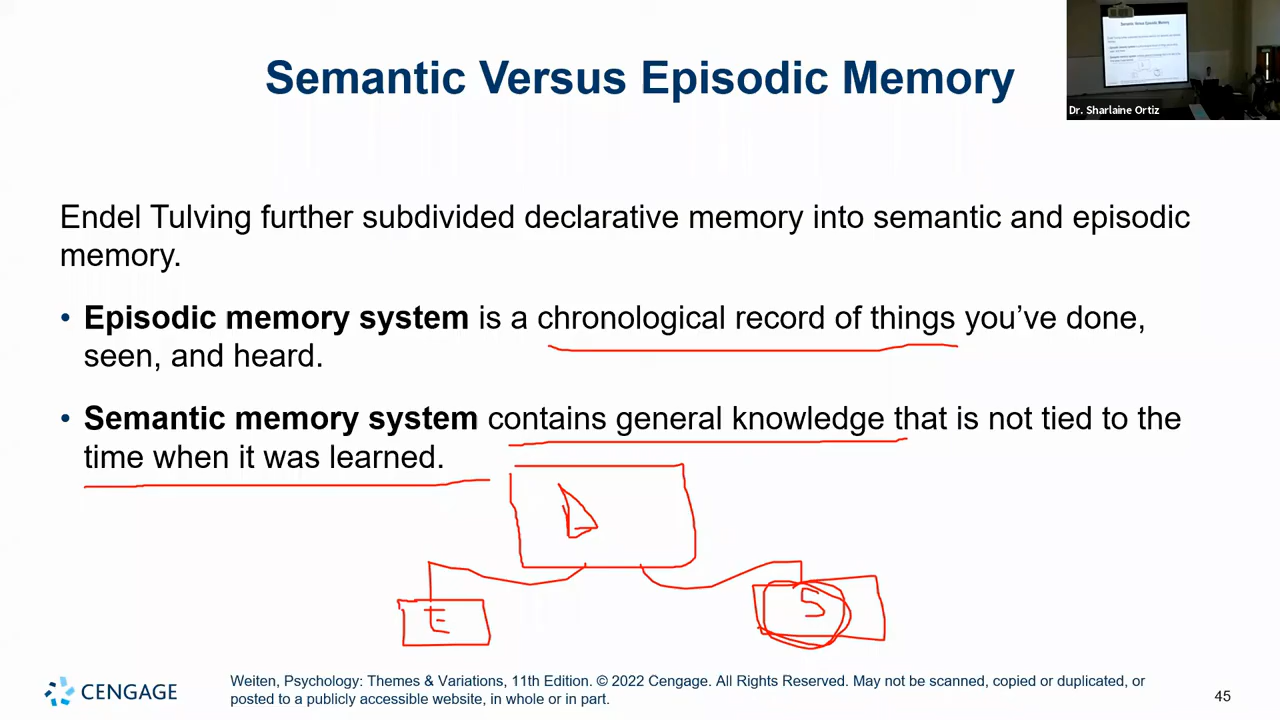 Semantic Versus Episodic Memory
Dr. Sharlaine Ortiz
Endel Tulving further subdivided declarative memory into semantic and episodic
memory.
• Episodic memory system is a chronological record of things you’ve done,
seen, and heard.
• Semantic memory system contains general knowledge that is not tied to the
time when it was learned.
D
E
S
CENGAGE
Weiten, Psychology: Themes & Variations, 11th Edition. © 2022 Cengage. All Rights Reserved. May not be scanned, copied or duplicated, or
posted to a publicly accessible website, in whole or in part.
45